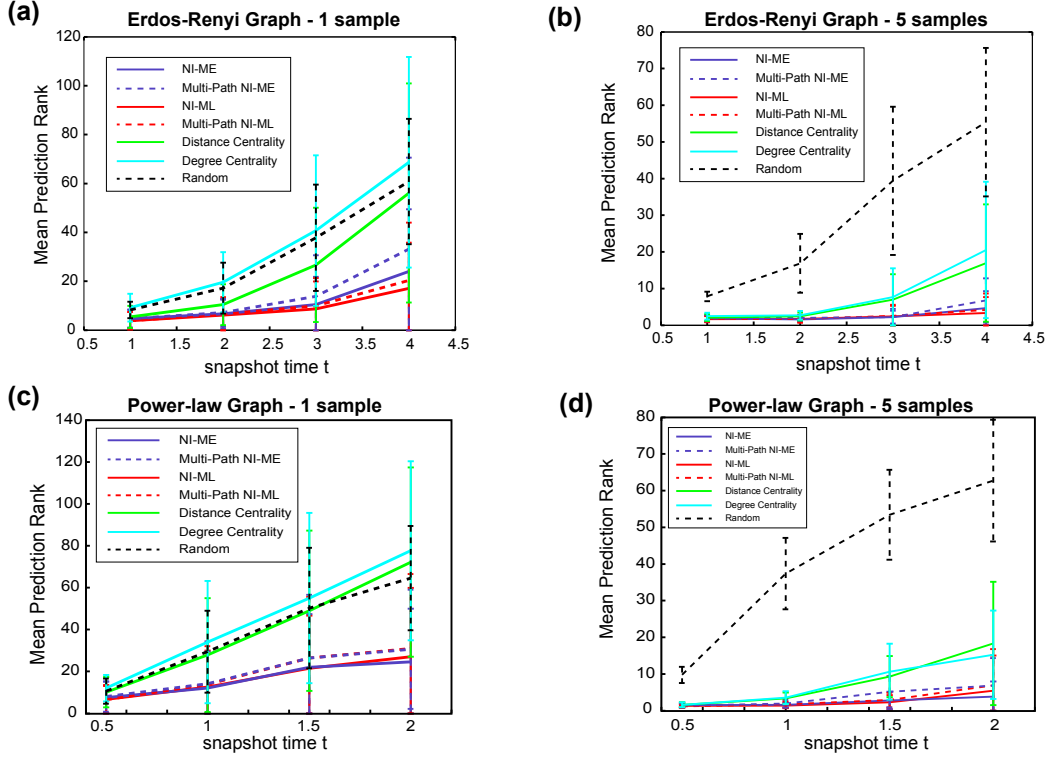 (a)
Erdos-Renyi Graph - 1 sample
Mean Prediction Rank
120
100
80
60
40
20
0
NI-ME
Multi-Path NI-ME
NI-ML
Multi-Path NI-ML
Distance Centrality
Degree Centrality
Random
0.5 1 1.5 2 2.5 3 3.5 4 4.5
snapshot time t
(b)
Erdos-Renyi Graph - 5 samples
Mean Prediction Rank
80
70
60
50
40
30
20
10
0
NI-ME
Multi-Path NI-ME
NI-ML
Multi-Path NI-ML
Distance Centrality
Degree Centrality
Random
0.5 1 1.5 2 2.5 3 3.5 4 4.5
snapshot time t
(c)
Power-law Graph - 1 sample
Mean Prediction Rank
140
120
100
80
60
40
20
0
NI-ME
Multi-Path NI-ME
NI-ML
Multi-Path NI-ML
Distance Centrality
Degree Centrality
Random
0.5 1 1.5 2
snapshot time t
(d)
Power-law Graph - 5 samples
Mean Prediction Rank
80
70
60
50
40
30
20
10
0
NI-ME
Multi-Path NI-ME
NI-ML
Multi-Path NI-ML
Distance Centrality
Degree Centrality
Random
0.5 1 1.5 2
snapshot time t